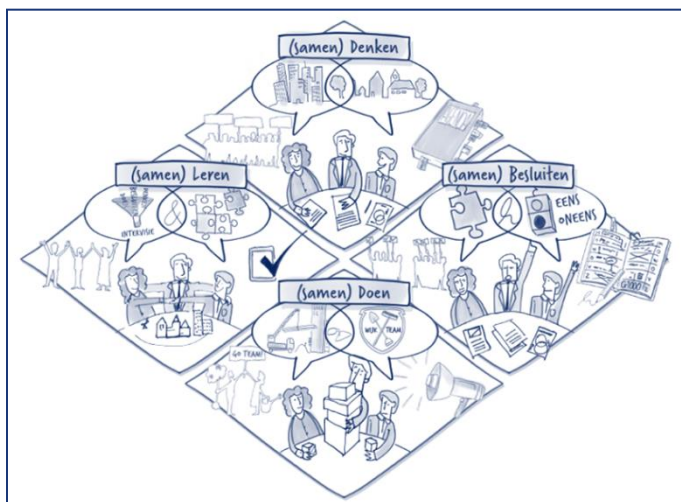 (samen) Denken
(samen) Leren
INTERVISIE
&
(samen) Besluiten
EENS
ONEENS
(samen) Doen
WIJK TEAM
GO TEAM!